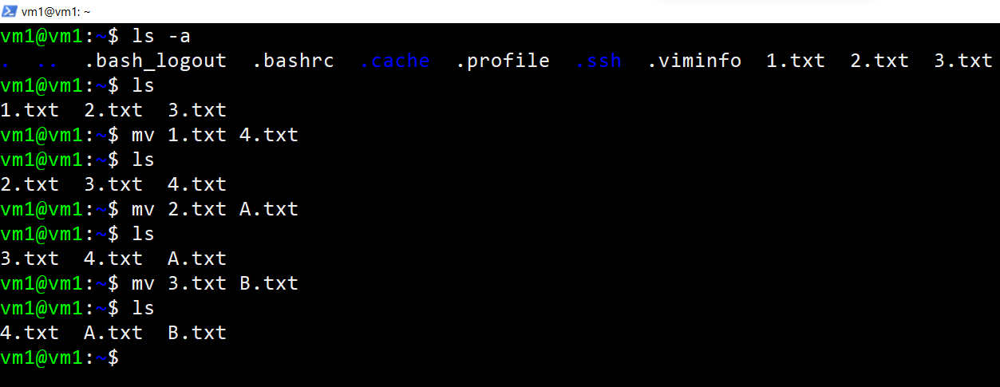 vm1@vm1: ~
vm1@vm1:~$ ls -a
.  ..  .bash_logout  .bashrc  .cache  .profile  .ssh  .viminfo  1.txt  2.txt  3.txt
vm1@vm1:~$ ls
1.txt  2.txt  3.txt
vm1@vm1:~$ mv 1.txt 4.txt
vm1@vm1:~$ ls
2.txt  3.txt  4.txt
vm1@vm1:~$ mv 2.txt A.txt
vm1@vm1:~$ ls
3.txt  4.txt  A.txt
vm1@vm1:~$ mv 3.txt B.txt
vm1@vm1:~$ ls
4.txt  A.txt  B.txt
vm1@vm1:~$